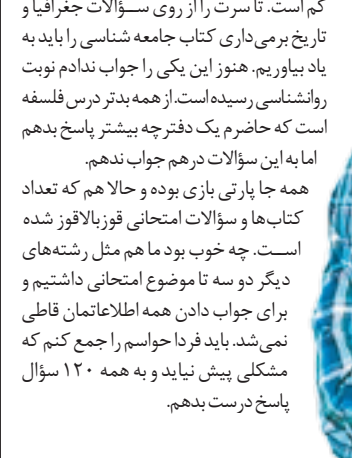 کم است. تا سرت را از روی ســؤالات جغرافیا و
تاریخ برمی‌داری کتاب جامعه شناسی را باید به
یاد بیاوریم. هنوز این یکی را جواب ندادم نوبت
روانشناسی رسیده است. از همه بدتر درس فلسفه
است که حاضرم یک دفترچه بیشتر پاسخ بدهم
اما به این سؤالات درهم جواب ندهم.
همه جا پارتی بازی بوده و حالا هم که تعداد
کتاب‌ها و سؤالات امتحانی قوزبالاقوز شده
اســت. چه خوب بود ما هم مثل رشته‌های
دیگر دو سه تا موضوع امتحانی داشتیم و
برای جواب دادن همه اطلاعاتمان قاطی
نمی‌شد. باید فردا حواسم را جمع کنم که
مشکلی پیش نیاید و به همه ۱۲۰ سؤال
پاسخ درست بدهم.